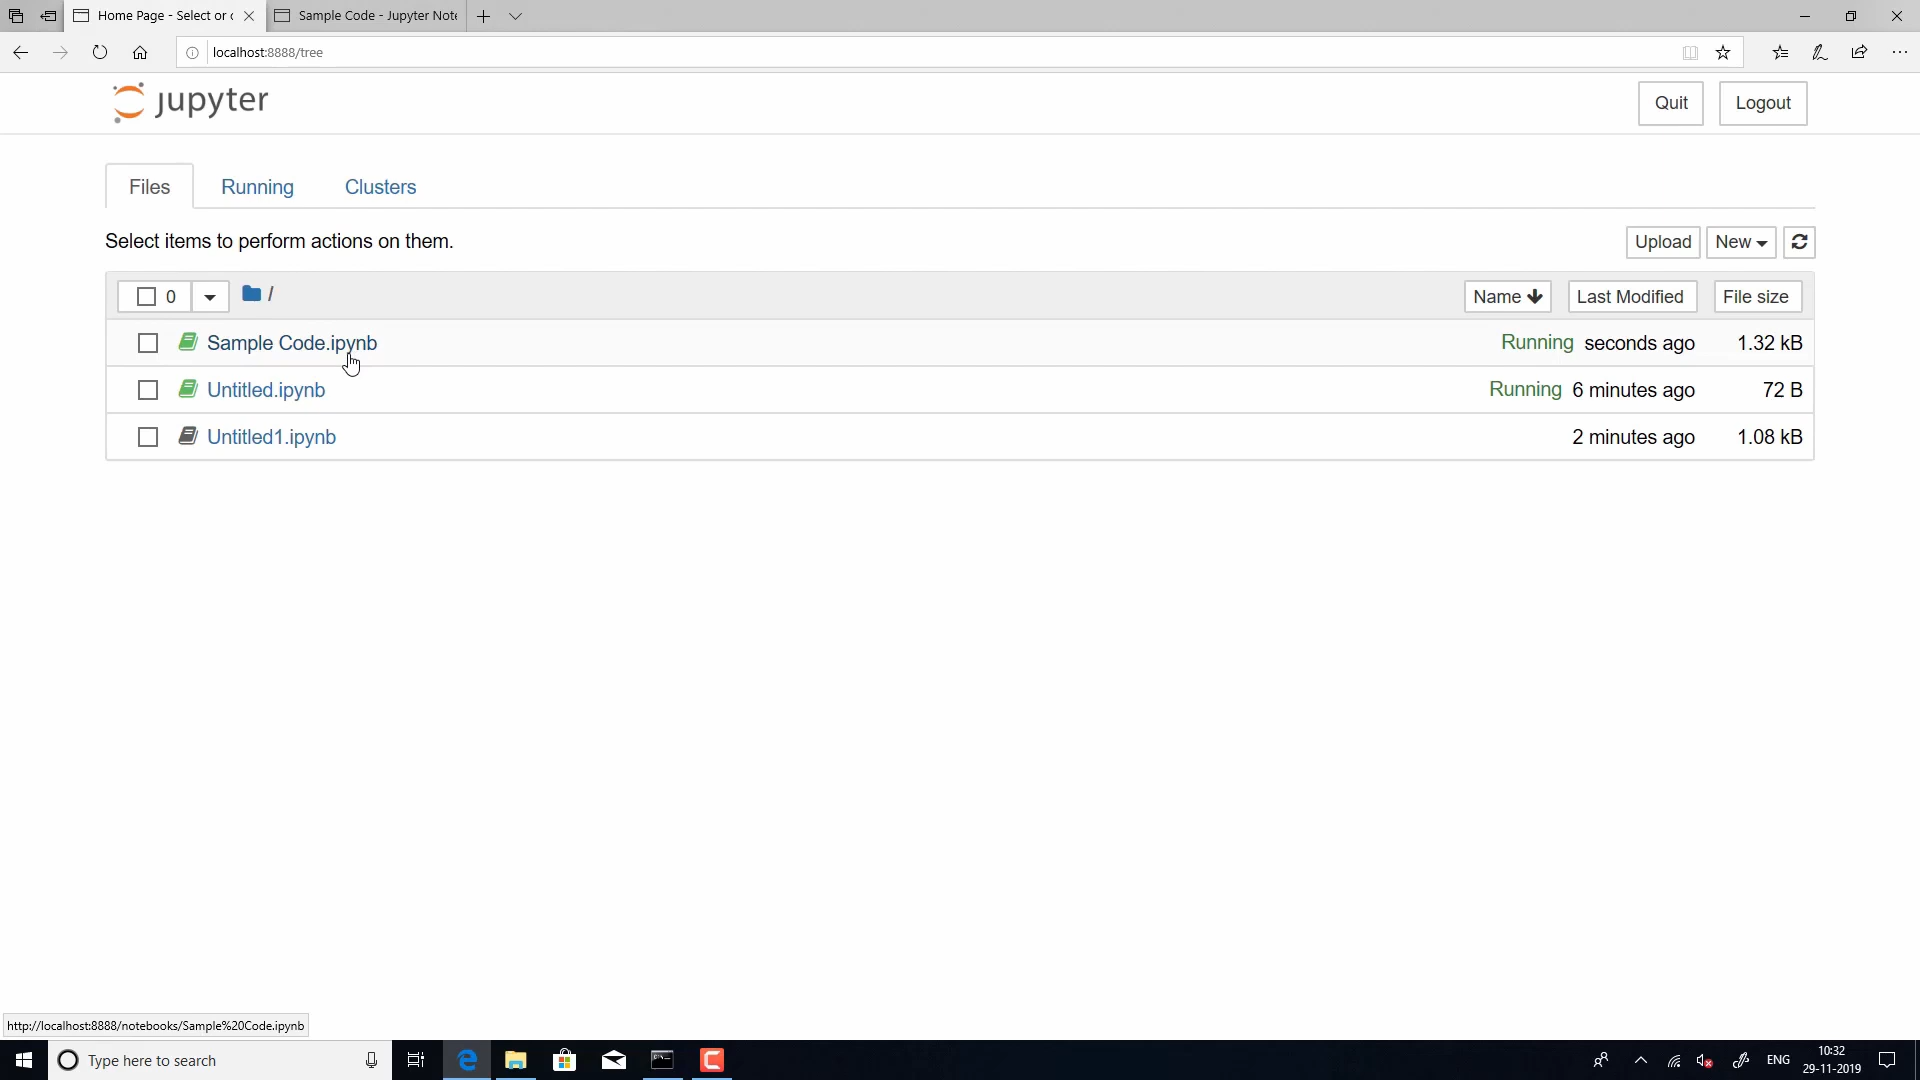 Home Page - Select or c
Sample Code - Jupyter Note
localhost:8888/tree
jupyter
Quit
Logout
Files
Running
Clusters
Select items to perform actions on them.
Upload
New
0
/
Name
Last Modified
File size
Sample Code.ipynb
Running
seconds ago
1.32 kB
Untitled.ipynb
Running
6 minutes ago
72 B
Untitled1.ipynb
2 minutes ago
1.08 kB
http://localhost:8888/notebooks/Sample%20Code.ipynb
Type here to search
ENG
10:32
29-11-2019